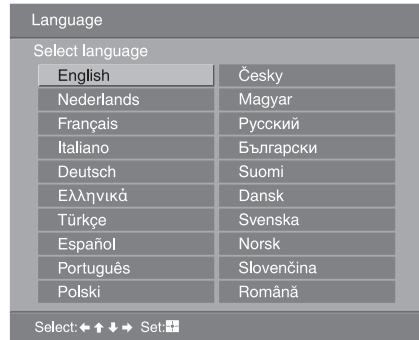 Language
Select language
English
Nederlands
Français
Italiano
Deutsch
Ελληνικά
Türkçe
Español
Português
Polski
Česky
Magyar
Русский
Български
Suomi
Dansk
Svenska
Norsk
Slovenčina
Română
Select: ←↑↓→ Set: